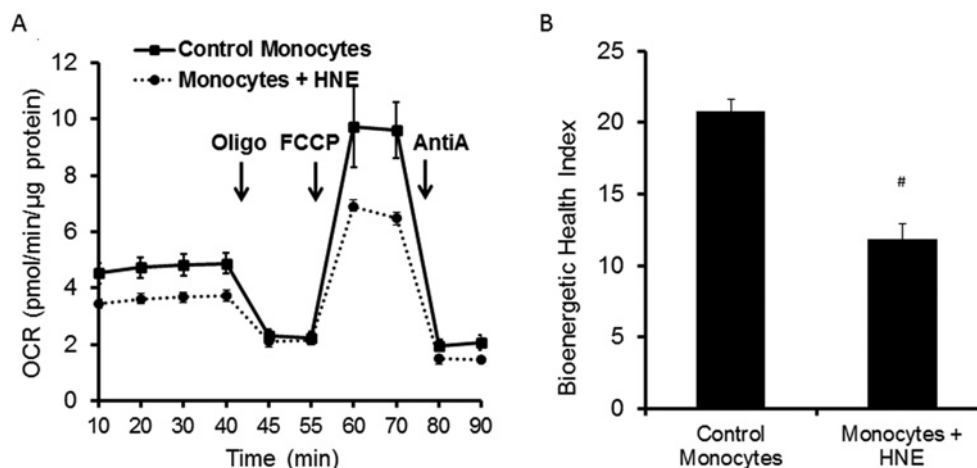 A
Control Monocytes
Monocytes + HNE
Oligo FCCP AntiA
OCR (pmol/min/µg protein)
12
10
8
6
4
2
0
10 20 30 40 45 55 60 70 80 90
Time (min)
B
Bioenergetic Health Index
25
20
15
10
5
0
#
Control
Monocytes
Monocytes +
HNE